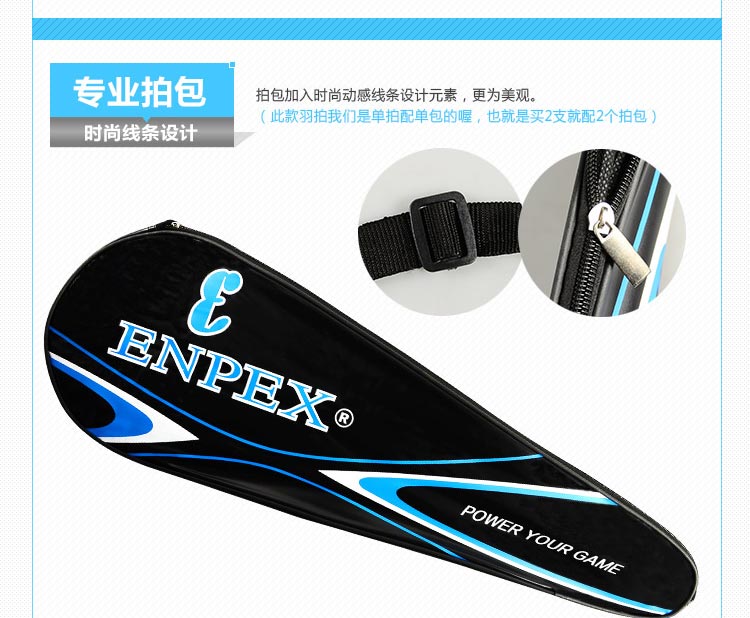 专业拍包
时尚线条设计
拍包加入时尚动感线条设计元素，更为美观。
（此款羽拍我们是单拍配单包的喔，也就是买2支就配2个拍包）
ε
ENPEX®
POWER YOUR GAME